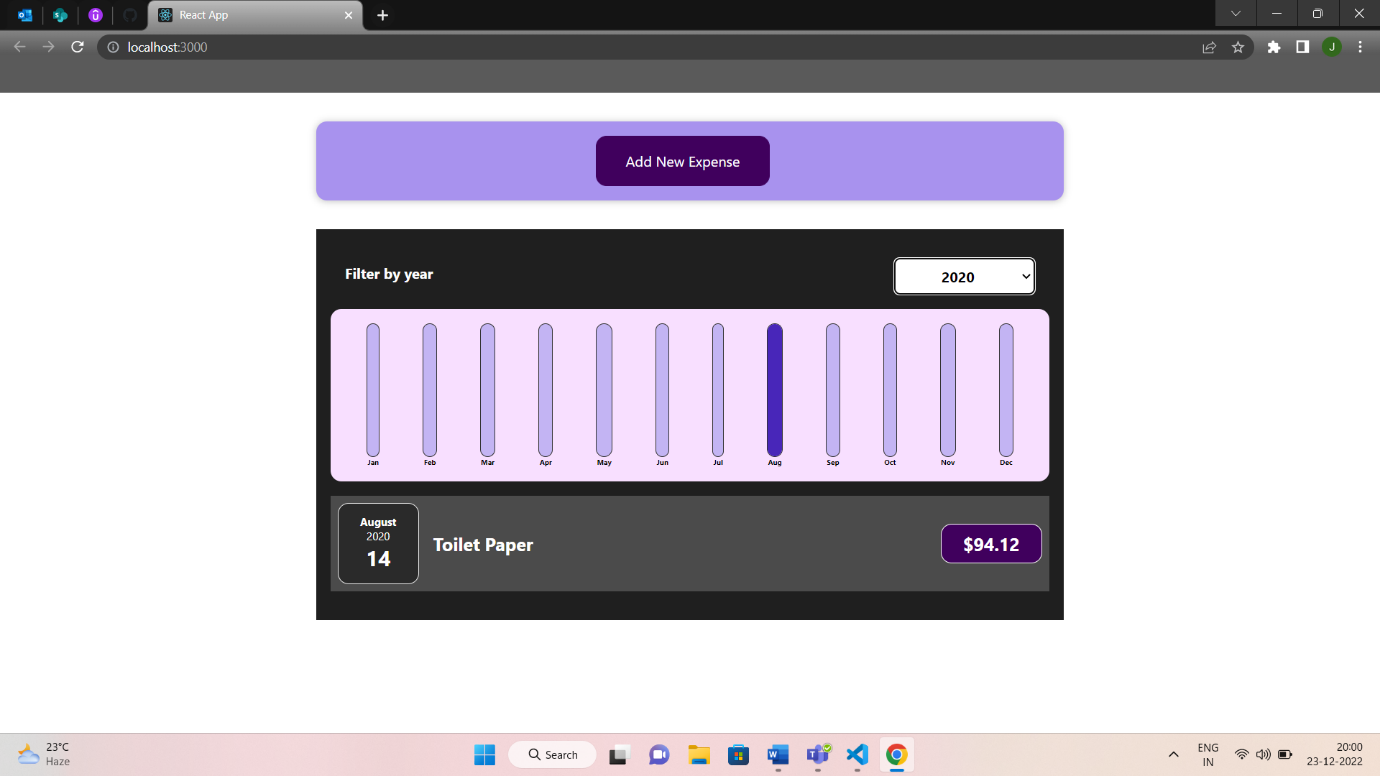 React App
localhost:3000
J
Add New Expense
Filter by year
2020
Jan Feb Mar Apr May Jun Jul Aug Sep Oct Nov Dec
August
2020
14
Toilet Paper
$94.12
23°C
Haze
Search
ENG
IN
20:00
23-12-2022